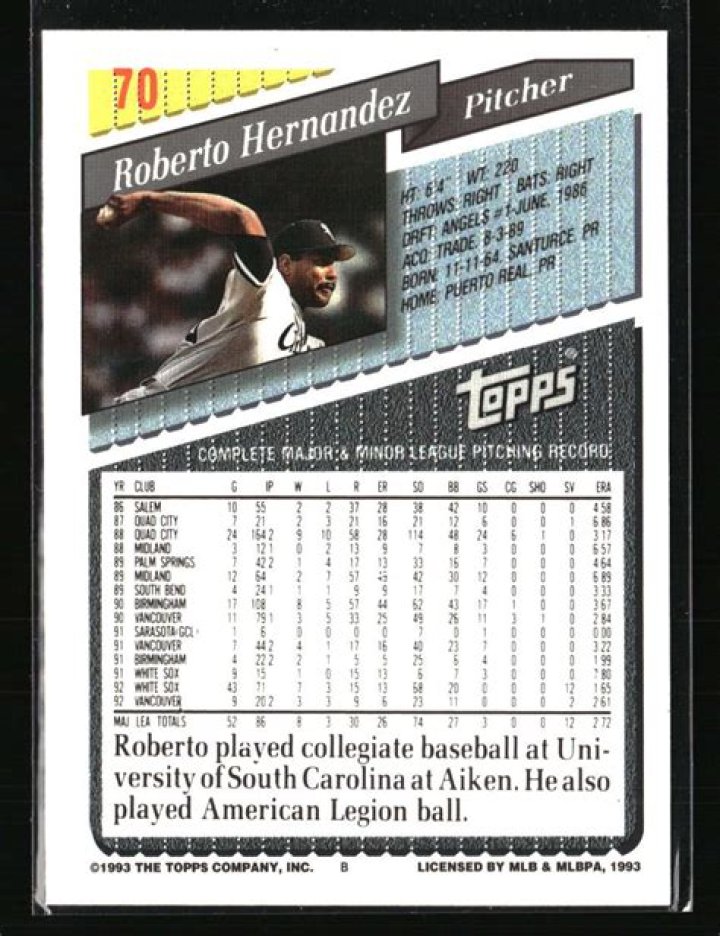 70
Roberto Hernandez
Pitcher
HT: 6'4" WT: 220
THROWS: RIGHT BATS: RIGHT
DRFT: ANGELS #1-JUNE, 1986
ACQ: TRADE, 8-3-89
BORN: 11-11-64, SANTURCE, PR
HOME: PUERTO REAL, PR
TOPPS
COMPLETE MAJOR & MINOR LEAGUE PITCHING RECORD
YR CLUB G IP W L R ER SO BB GS CG SHO SV ERA
86 SALEM 10 55 2 2 37 28 38 42 10 0 0 0 4.58
87 QUAD CITY 7 21 2 3 21 16 21 12 6 0 0 1 6.86
88 QUAD CITY 24 164.2 9 10 58 28 114 48 24 6 1 0 3.17
88 MIDLAND 3 12.1 0 2 13 9 7 8 3 0 0 0 6.57
89 PALM SPRINGS 7 42.2 1 4 17 13 33 16 7 0 0 0 4.64
89 MIDLAND 12 64 2 7 57 42 30 12 0 0 0 6.89
89 SOUTH BEND 4 24.1 1 1 9 9 17 7 4 0 0 0 3.33
90 BIRMINGHAM 17 108 8 5 57 44 62 43 17 1 0 0 3.67
90 VANCOUVER 11 79.1 3 5 33 25 49 26 11 3 1 0 2.84
91 SARASOTA GCL 1 6 0 0 0 0 7 0 1 0 0 0 0.00
91 VANCOUVER 7 44.2 4 1 17 16 40 23 7 0 0 0 3.22
91 BIRMINGHAM 4 22.2 2 1 5 5 25 6 4 0 0 0 1.99
91 WHITE SOX 9 15 1 0 15 13 6 7 3 0 0 0 7.80
92 WHITE SOX 43 71 7 3 15 13 68 20 0 0 0 12 1.65
92 VANCOUVER 9 20.2 3 3 9 6 23 11 0 0 0 2 2.61
MAJ. LEA. TOTALS 52 86 8 3 30 26 74 27 3 0 0 12 2.72
Roberto played collegiate baseball at Uni-
versity of South Carolina at Aiken. He also
played American Legion ball.
©1993 THE TOPPS COMPANY, INC. B LICENSED BY MLB & MLBPA, 1993